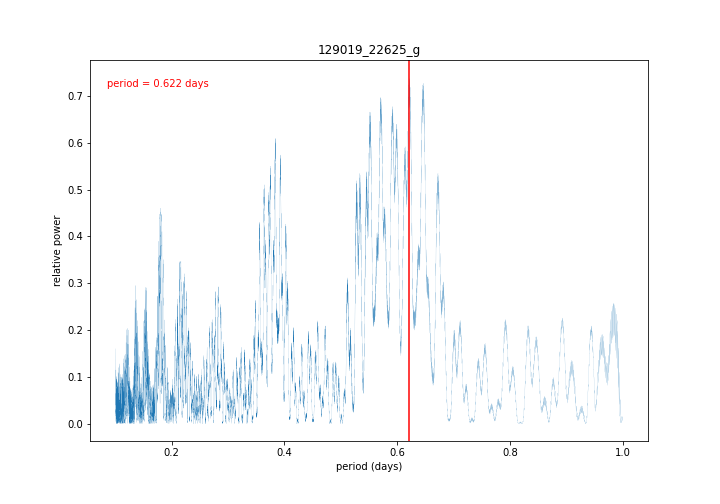 129019_22625_g
period = 0.622 days
relative power
0.7
0.6
0.5
0.4
0.3
0.2
0.1
0.0
0.2 0.4 0.6 0.8 1.0
period (days)